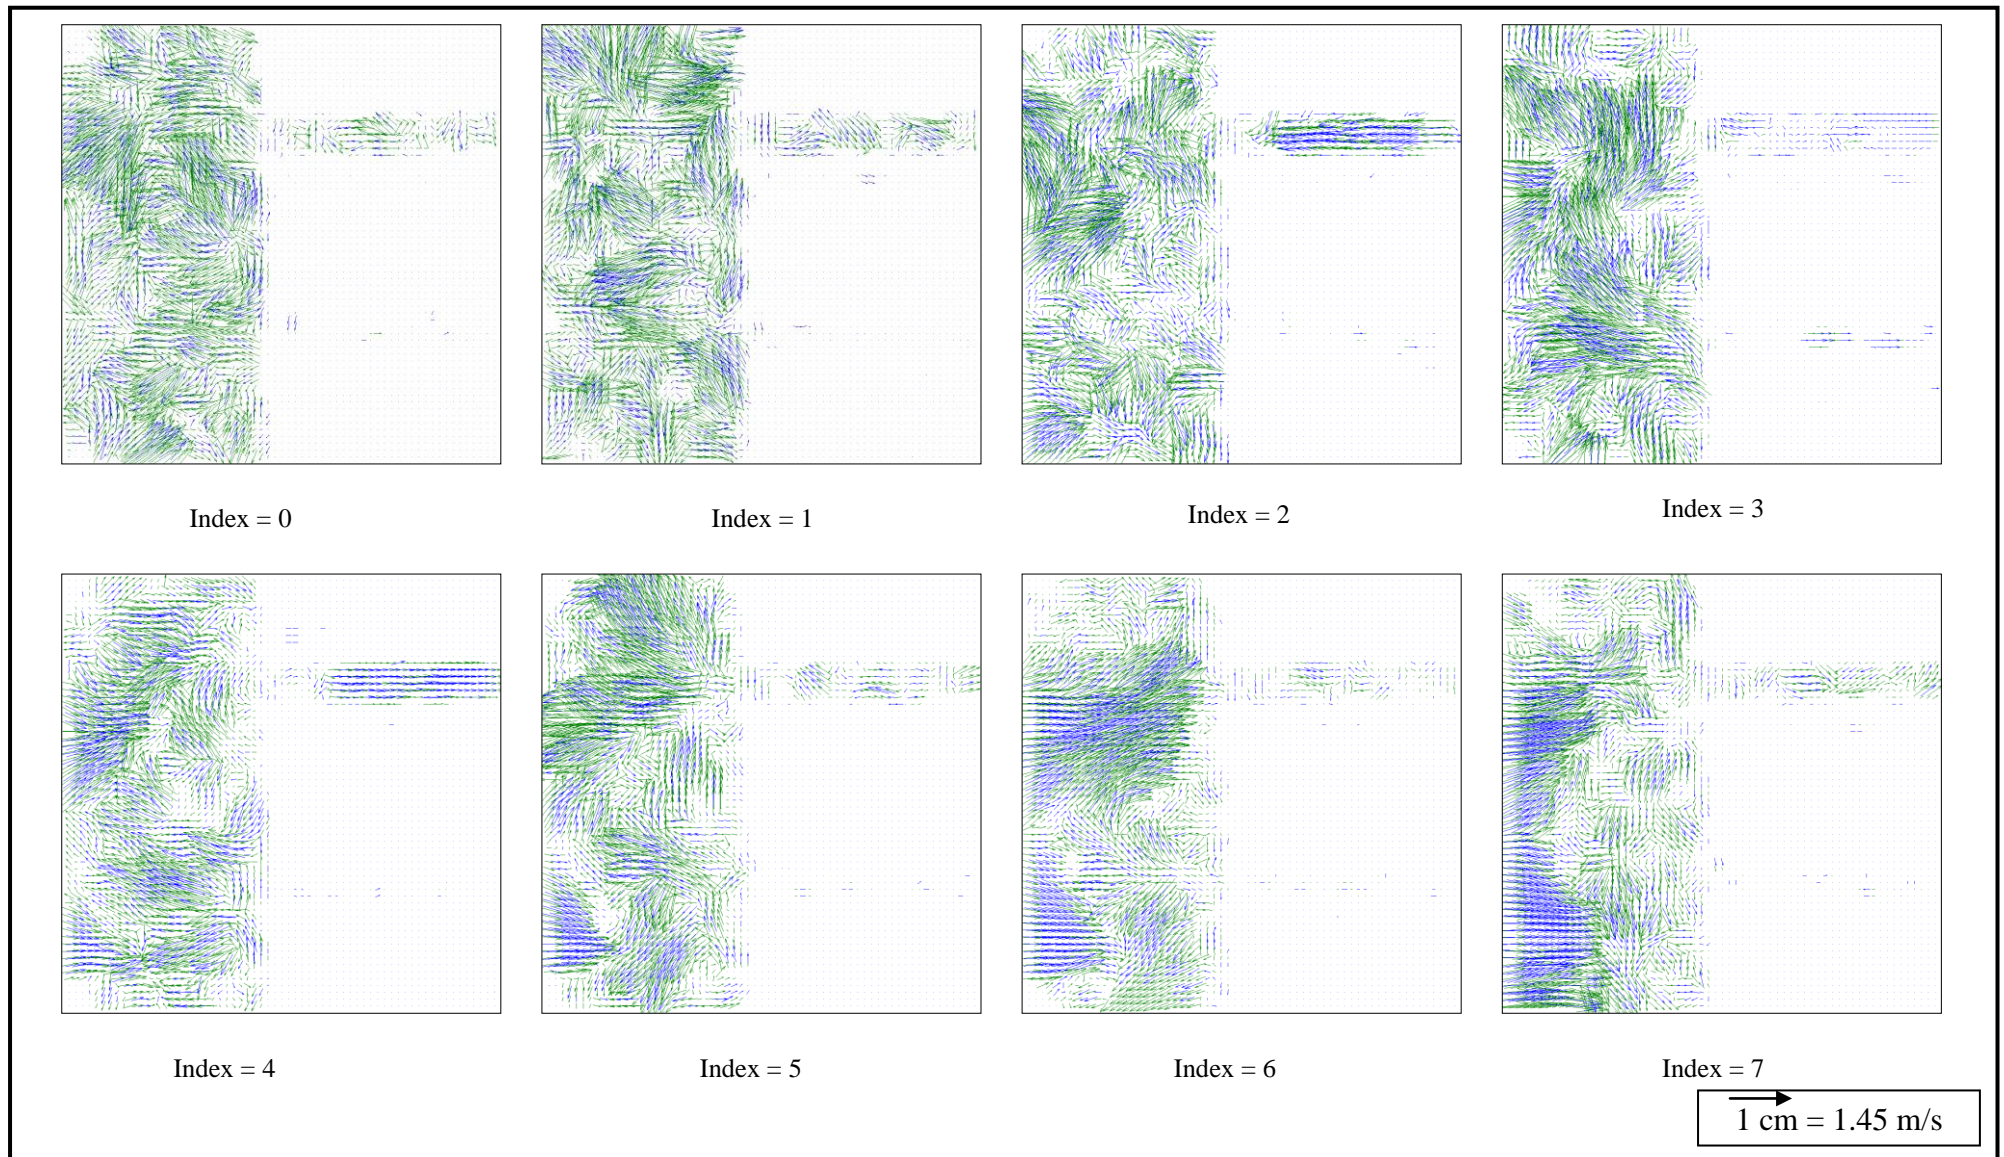 Index = 0
Index = 1
Index = 2
Index = 3
Index = 4
Index = 5
Index = 6
Index = 7
1 cm = 1.45 m/s